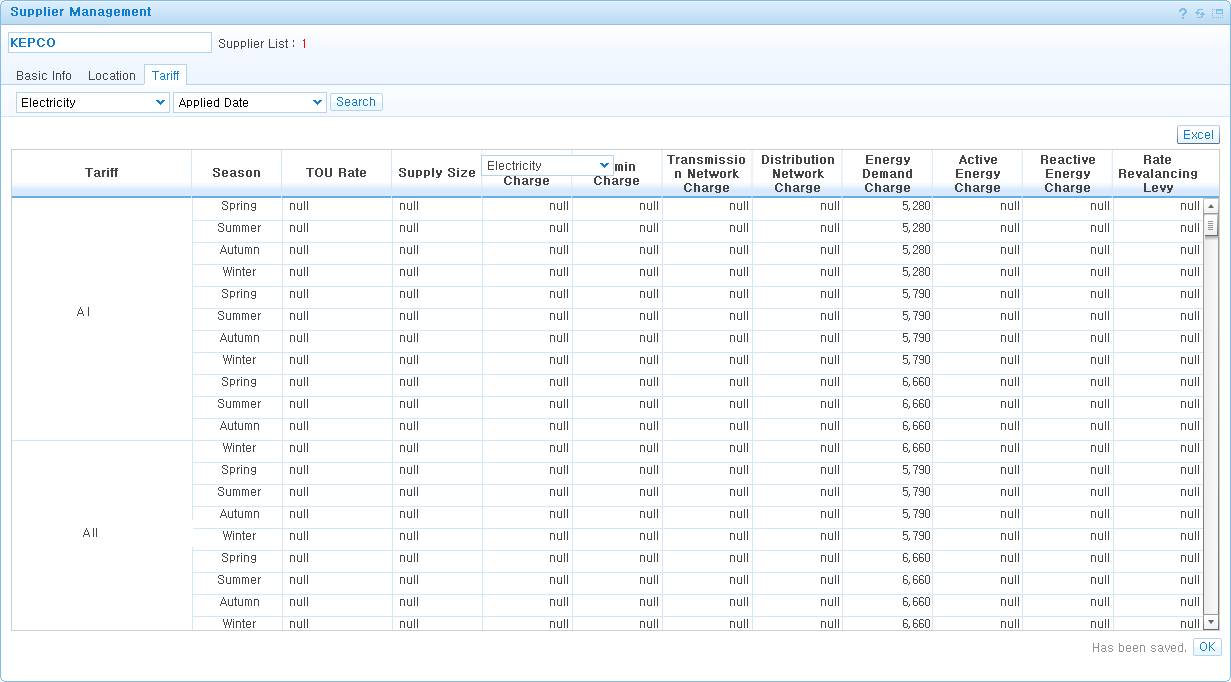 Supplier Management
KEPCO Supplier List : 1
Basic Info Location Tariff
Electricity Applied Date Search
Excel
Tariff Season TOU Rate Supply Size Electricity Charge min Charge Transmissio n Network Charge Distribution Network Charge Energy Demand Charge Active Energy Charge Reactive Energy Charge Rate Revalancing Levy
Spring null null null null null null 5,280 null null null
Summer null null null null null null 5,280 null null null
Autumn null null null null null null 5,280 null null null
Winter null null null null null null 5,280 null null null
Spring null null null null null null 5,790 null null null
A I
Summer null null null null null null 5,790 null null null
Autumn null null null null null null 5,790 null null null
Winter null null null null null null 5,790 null null null
Spring null null null null null null 6,660 null null null
Summer null null null null null null 6,660 null null null
Autumn null null null null null null 6,660 null null null
Winter null null null null null null 6,660 null null null
Spring null null null null null null 5,790 null null null
Summer null null null null null null 5,790 null null null
Autumn null null null null null null 5,790 null null null
A II
Winter null null null null null null 5,790 null null null
Spring null null null null null null 6,660 null null null
Summer null null null null null null 6,660 null null null
Autumn null null null null null null 6,660 null null null
Winter null null null null null null 6,660 null null null
Has been saved. OK